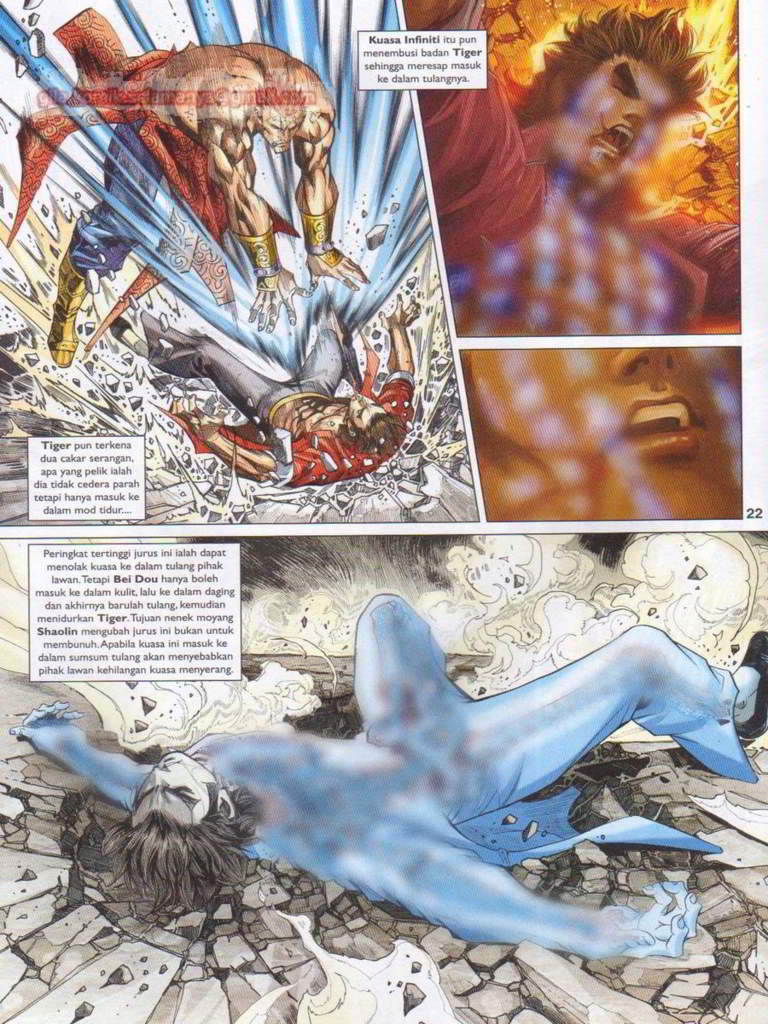 Kuasa Infiniti itu pun
menembusi badan Tiger
sehingga meresap masuk
ke dalam tulangnya.
Tiger pun terkena
dua cakar serangan,
apa yang pelik ialah
dia tidak cedera parah
tetapi hanya masuk ke
dalam mod tidur....
22
Peringkat tertinggi jurus ini ialah dapat
menolak kuasa ke dalam tulang pihak
lawan. Tetapi Bei Dou hanya boleh
masuk ke dalam kulit, lalu ke dalam daging
dan akhirnya barulah tulang, kemudian
menidurkan Tiger. Tujuan nenek moyang
Shaolin mengubah jurus ini bukan untuk
membunuh. Apabila kuasa ini masuk ke
dalam sumsum tulang akan menyebabkan
pihak lawan kehilangan kuasa menyerang.